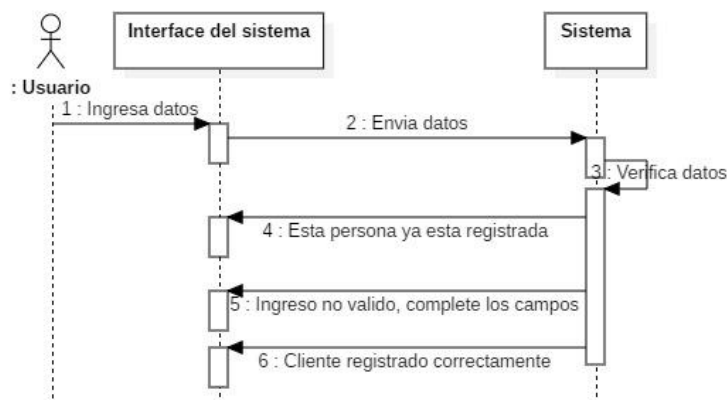 Interface del sistema
Sistema
: Usuario
1 : Ingresa datos
2 : Envia datos
3 : Verifica datos
4 : Esta persona ya esta registrada
5 : Ingreso no valido, complete los campos
6 : Cliente registrado correctamente